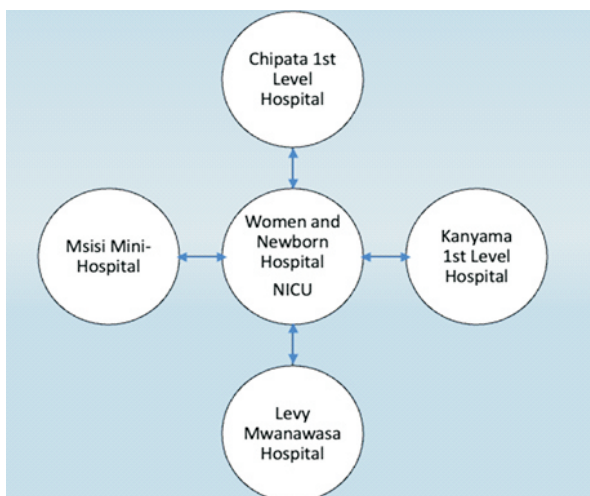 Chipata 1st
Level
Hospital
Msisi Mini-
Hospital
Women and
Newborn
Hospital
NICU
Kanyama
1st Level
Hospital
Levy
Mwanawasa
Hospital